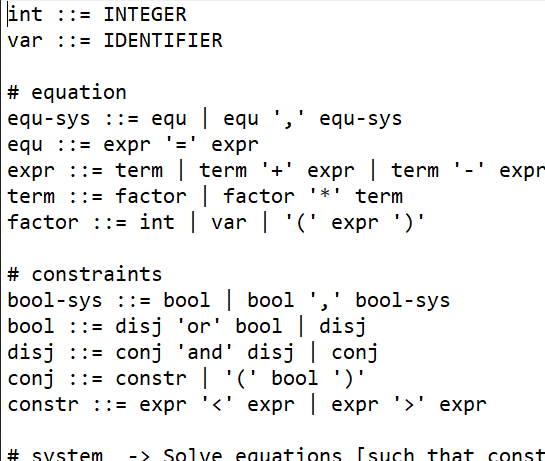 int ::= INTEGER
var ::= IDENTIFIER
# equation
equ-sys ::= equ | equ ',' equ-sys
equ ::= expr '=' expr
expr ::= term | term '+' expr | term '-' expr
term ::= factor | factor '*' term
factor ::= int | var | '(' expr ')'
# constraints
bool-sys ::= bool | bool ',' bool-sys
bool ::= disj 'or' bool | disj
disj ::= conj 'and' disj | conj
conj ::= constr | '(' bool ')'
constr ::= expr '<' expr | expr '>' expr
# system -> Solve equations [such that const